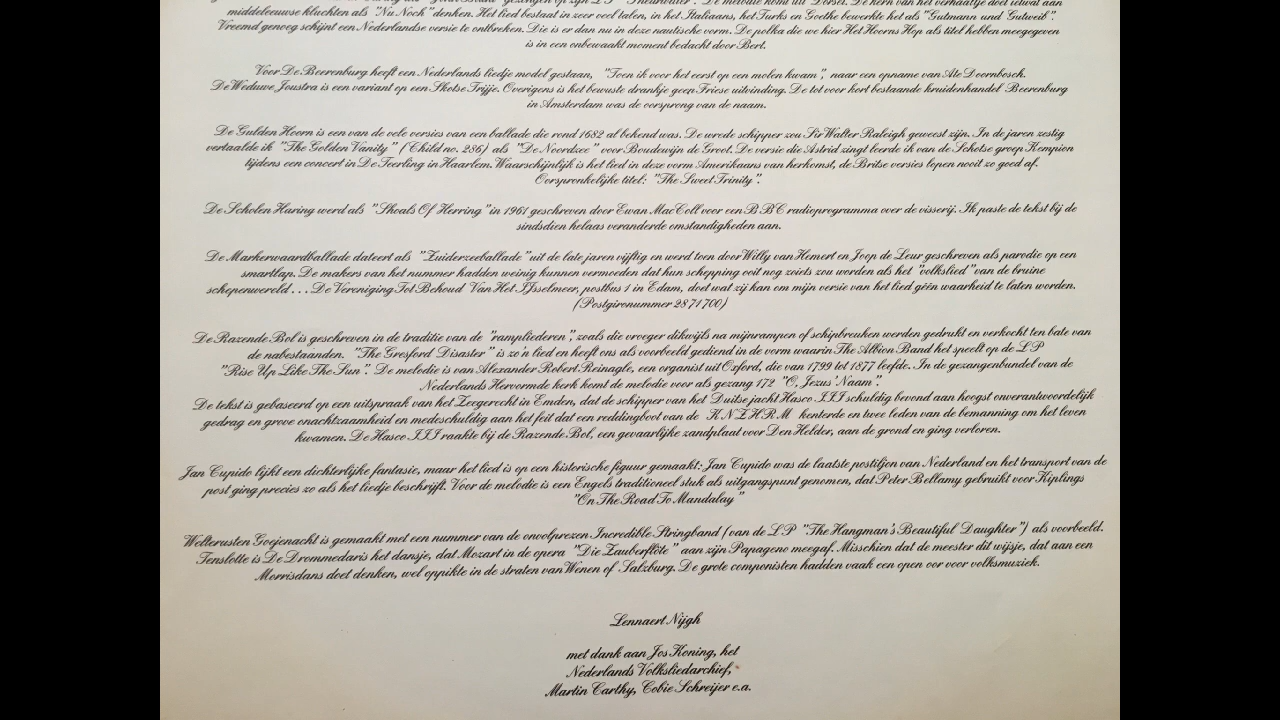 middeleeuwse kluchten als "Nu Noch" denken. Het lied bestaat in zeer veel talen, in het Italiaans, het Turks en Goethe bewerkte het als "Gutmann und Gutweib".
Vreemd genoeg schijnt een Nederlandse versie te ontbreken. Die is er dan nu in deze nautische vorm. De polka die we hier Het Hoorns Hop als titel hebben meegegeven
is in een onbewaakt moment bedacht door Bert.
Voor De Beerenburg heeft een Nederlands liedje model gestaan, "Toen ik voor het eerst op een molen kwam", naar een opname van Ate Doornbosch.
De Weduwe Joustra is een variant op een Skotse Trijje. Overigens is het bewuste drankje geen Friese uitvinding. De tot voor kort bestaande kruidenhandel Beerenburg
in Amsterdam was de oorsprong van de naam.
De Gulden Hoorn is een van de vele versies van een ballade die rond 1682 al bekend was. De wrede schipper zou Sir Walter Raleigh geweest zijn. In de jaren zestig
vertaalde ik "The Golden Vanity" (Child no. 286) als "De Noordzee" voor Boudewijn de Groot. De versie die Astrid zingt leerde ik van de Schotse groep Kempion
tijdens een concert in De Teerling in Haarlem. Waarschijnlijk is het lied in deze vorm Amerikaans van herkomst, de Britse versies lopen nooit zo goed af.
Oorspronkelijke titel: "The Sweet Trinity".
De Scholen Haring werd als "Shoals Of Herring" in 1961 geschreven door Ewan MacColl voor een BBC radioprogramma over de visserij. Ik paste de tekst bij de
sindsdien helaas veranderde omstandigheden aan.
De Markerwaardballade dateert als "Zuiderzeeballade" uit de late jaren vijftig en werd toen door Willy van Hemert en Joop de Leur geschreven als parodie op een
smartlap. De makers van het nummer hadden weinig kunnen vermoeden dat hun schepping ooit nog zoiets zou worden als het "volkslied" van de bruine
schepenwereld . . . De Vereniging Tot Behoud Van Het IJsselmeer, postbus 1 in Edam, doet wat zij kan om mijn versie van het lied géén waarheid te laten worden.
(Postgironummer 2871700)
De Razende Bol is geschreven in de traditie van de "rampliederen", zoals die vroeger dikwijls na mijnrampen of schipbreuken werden gedrukt en verkocht ten bate van
de nabestaanden. "The Gresford Disaster" is zo'n lied en heeft ons als voorbeeld gediend in de vorm waarin The Albion Band het speelt op de LP
"Rise Up Like The Sun". De melodie is van Alexander Robert Reinagle, een organist uit Oxford, die van 1799 tot 1877 leefde. In de gezangenbundel van de
Nederlands Hervormde kerk komt de melodie voor als gezang 172 "O, Jezus' Naam".
De tekst is gebaseerd op een uitspraak van het Zeegerecht in Emden, dat de schipper van het Duitse jacht Hasco III schuldig bevond aan hoogst onverantwoordelijk
gedrag en grove onachtzaamheid en medeschuldig aan het feit dat een reddingboot van de KNZHRM kenterde en twee leden van de bemanning om het leven
kwamen. De Hasco III raakte bij de Razende Bol, een gevaarlijke zandplaat voor Den Helder, aan de grond en ging verloren.
Jan Cupido lijkt een dichterlijke fantasie, maar het lied is op een historische figuur gemaakt: Jan Cupido was de laatste postiljon van Nederland en het transport van de
post ging precies zo als het liedje beschrijft. Voor de melodie is een Engels traditioneel stuk als uitgangspunt genomen, dat Peter Bellamy gebruikt voor Kiplings
"On The Road To Mandalay"
Welterusten Goejenacht is gemaakt met een nummer van de onvolprezen Incredible Stringband (van de LP "The Hangman's Beautiful Daughter") als voorbeeld.
Tenslotte is De Drommedaris het dansje, dat Mozart in de opera "Die Zauberflöte" aan zijn Papageno meegaf. Misschien dat de meester dit wijsje, dat aan een
Morrisdans doet denken, wel oppikte in de straten van Wenen of Salzburg. De grote componisten hadden vaak een open oor voor volksmuziek.
Lennaert Nijgh
met dank aan Jos Koning, het
Nederlands Volksliedarchief,
Martin Carthy, Cobie Schreijer e.a.